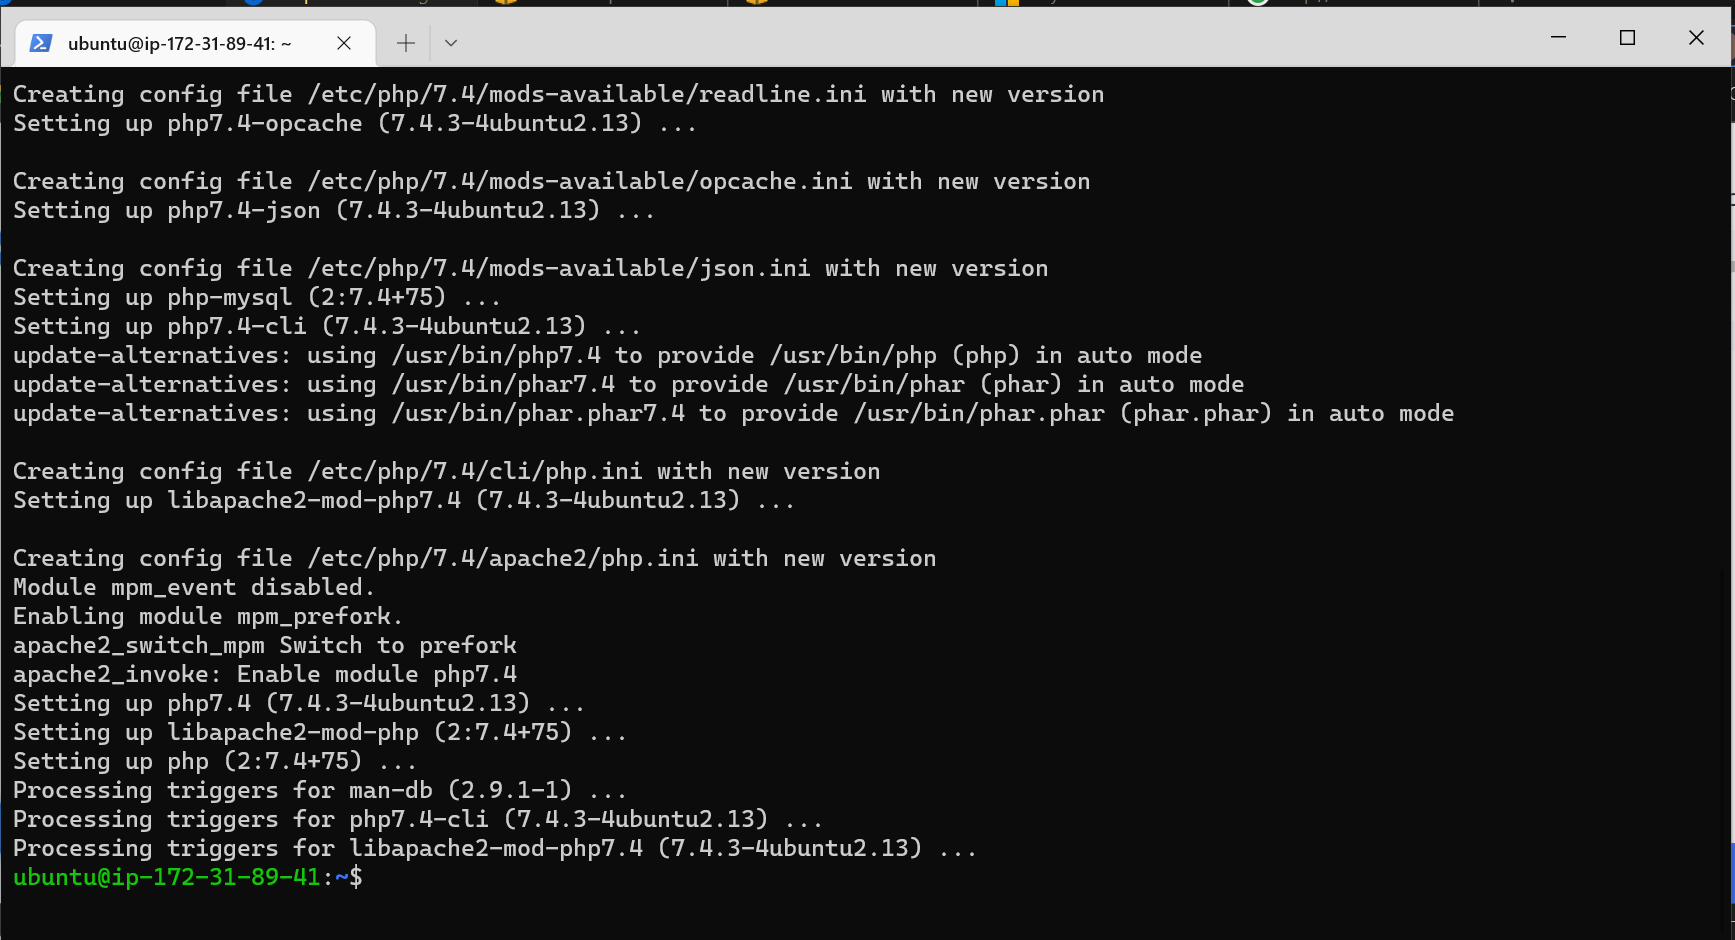 ubuntu@ip-172-31-89-41: ~
Creating config file /etc/php/7.4/mods-available/readline.ini with new version
Setting up php7.4-opcache (7.4.3-4ubuntu2.13) ...
Creating config file /etc/php/7.4/mods-available/opcache.ini with new version
Setting up php7.4-json (7.4.3-4ubuntu2.13) ...
Creating config file /etc/php/7.4/mods-available/json.ini with new version
Setting up php-mysql (2:7.4+75) ...
Setting up php7.4-cli (7.4.3-4ubuntu2.13) ...
update-alternatives: using /usr/bin/php7.4 to provide /usr/bin/php (php) in auto mode
update-alternatives: using /usr/bin/phar7.4 to provide /usr/bin/phar (phar) in auto mode
update-alternatives: using /usr/bin/phar.phar7.4 to provide /usr/bin/phar.phar (phar.phar) in auto mode
Creating config file /etc/php/7.4/cli/php.ini with new version
Setting up libapache2-mod-php7.4 (7.4.3-4ubuntu2.13) ...
Creating config file /etc/php/7.4/apache2/php.ini with new version
Module mpm_event disabled.
Enabling module mpm_prefork.
apache2_switch_mpm Switch to prefork
apache2_invoke: Enable module php7.4
Setting up php7.4 (7.4.3-4ubuntu2.13) ...
Setting up libapache2-mod-php (2:7.4+75) ...
Setting up php (2:7.4+75) ...
Processing triggers for man-db (2.9.1-1) ...
Processing triggers for php7.4-cli (7.4.3-4ubuntu2.13) ...
Processing triggers for libapache2-mod-php7.4 (7.4.3-4ubuntu2.13) ...
ubuntu@ip-172-31-89-41:~$